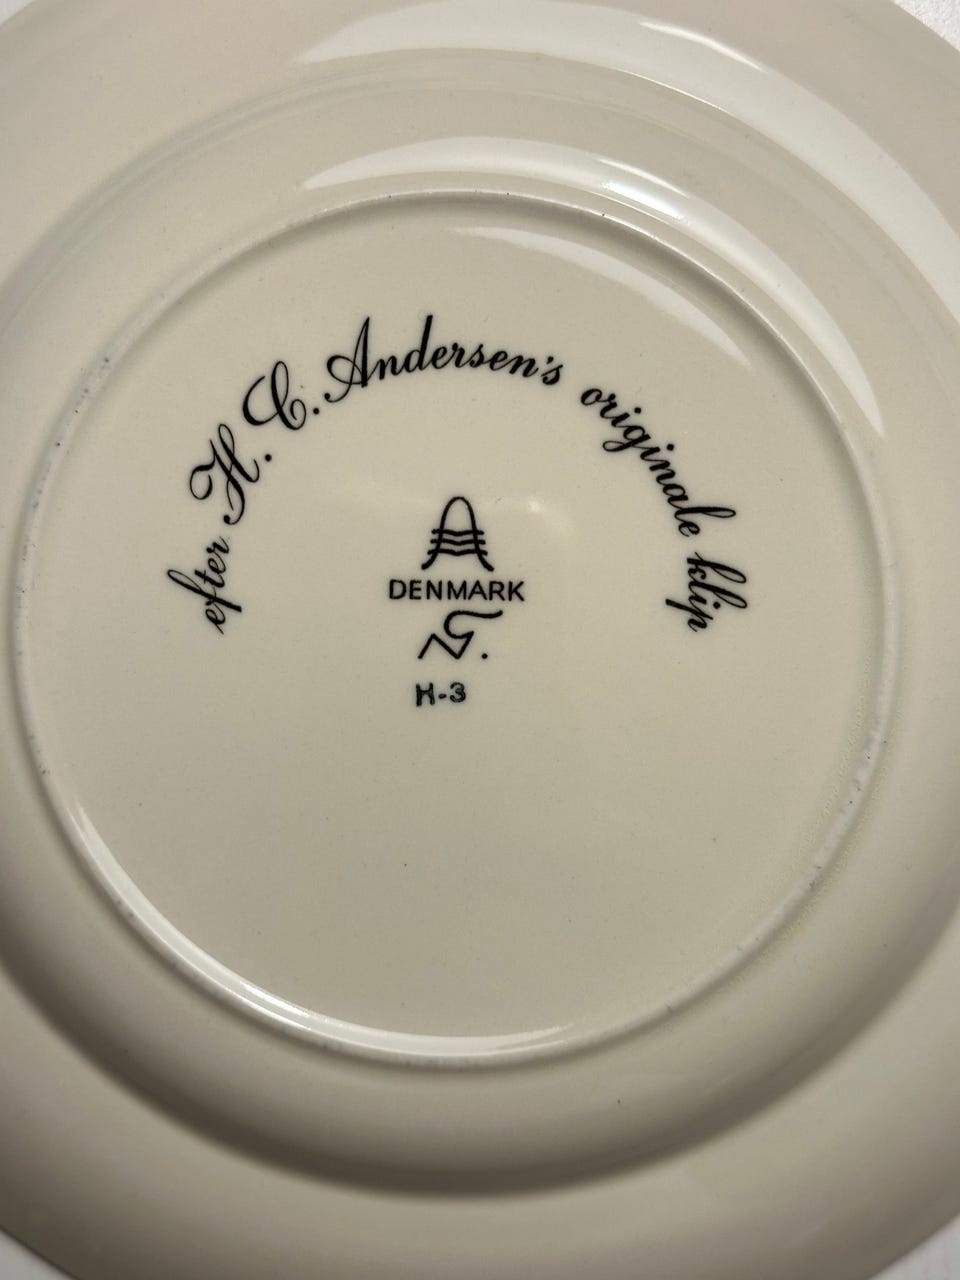 efter H. C. Andersen's originale klip
DENMARK
H-3